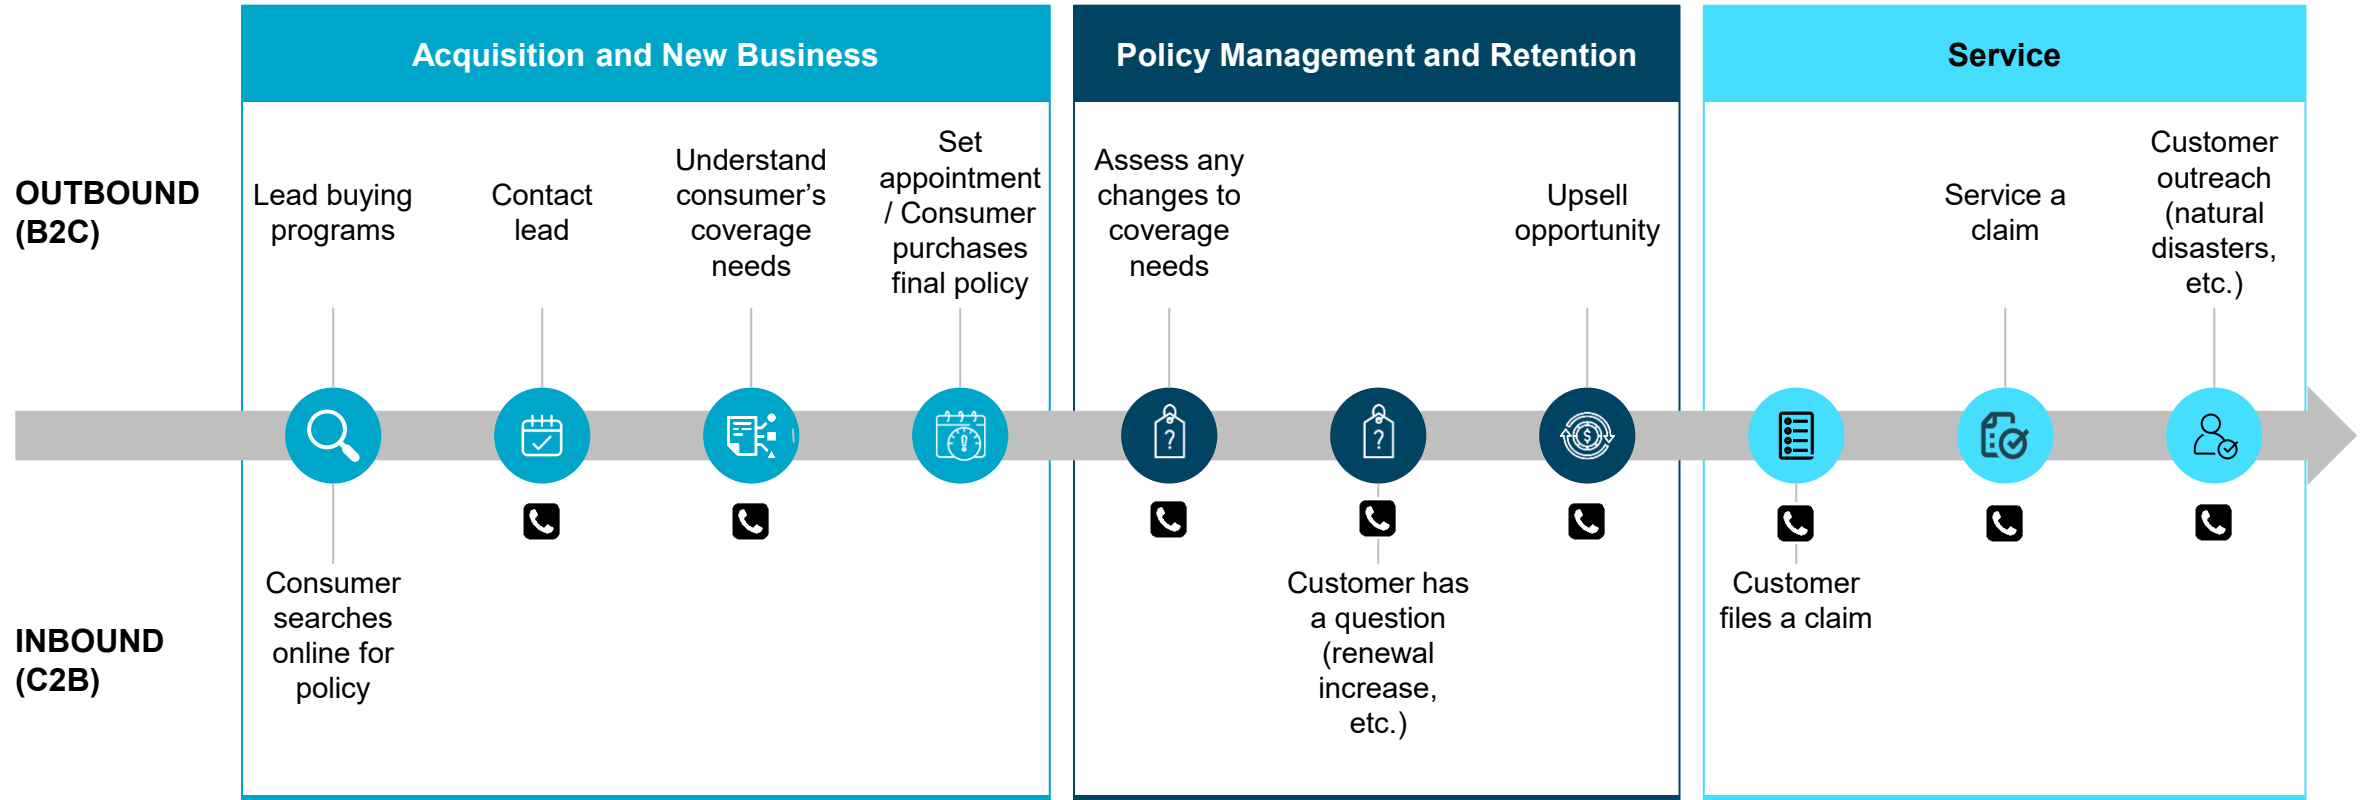 Acquisition and New Business
Policy Management and Retention
Service
OUTBOUND
(B2C)
Lead buying
programs
Contact
lead
Understand
consumer’s
coverage
needs
Set
appointment
/ Consumer
purchases
final policy
Assess any
changes to
coverage
needs
Upsell
opportunity
Service a
claim
Customer
outreach
(natural
disasters,
etc.)
?
?
$
INBOUND
(C2B)
Consumer
searches
online for
policy
Customer has
a question
(renewal
increase,
etc.)
Customer
files a claim